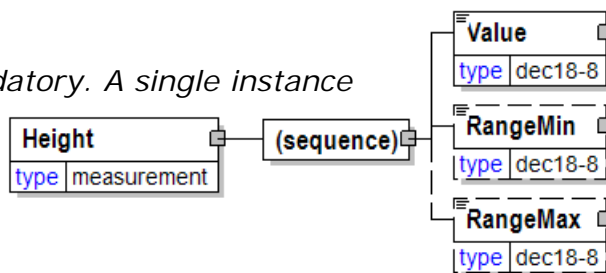 Value
type dec18-8
datory. A single instance
RangeMin
type dec18-8
Height
type measurement
(sequence)
RangeMax
type dec18-8